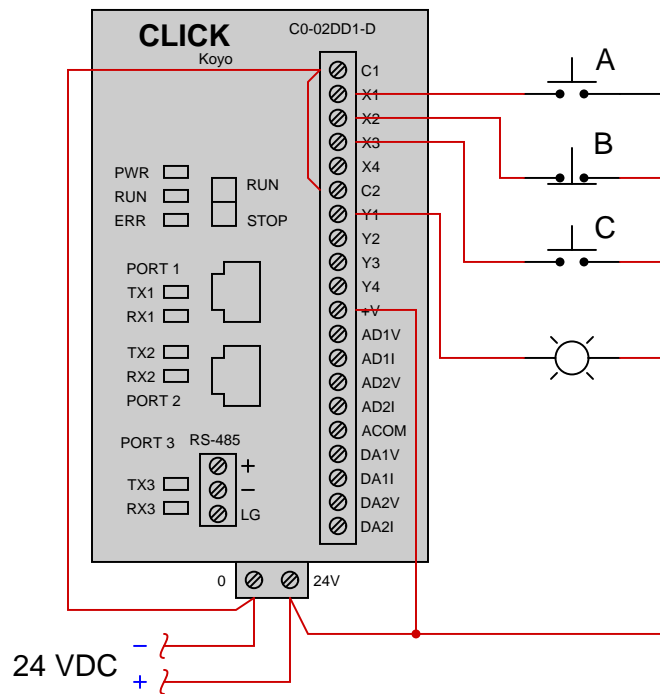 CLICK
C0-02DD1-D
Koyo
C1
X1
X2
X3
X4
C2
Y1
Y2
Y3
Y4
+V
AD1V
AD1I
AD2V
AD2I
ACOM
DA1V
DA1I
DA2V
DA2I
PWR
RUN
ERR
RUN
STOP
PORT 1
TX1
RX1
TX2
RX2
PORT 2
PORT 3 RS-485
TX3
RX3
+
−
LG
0
24V
24 VDC
−
+
A
B
C